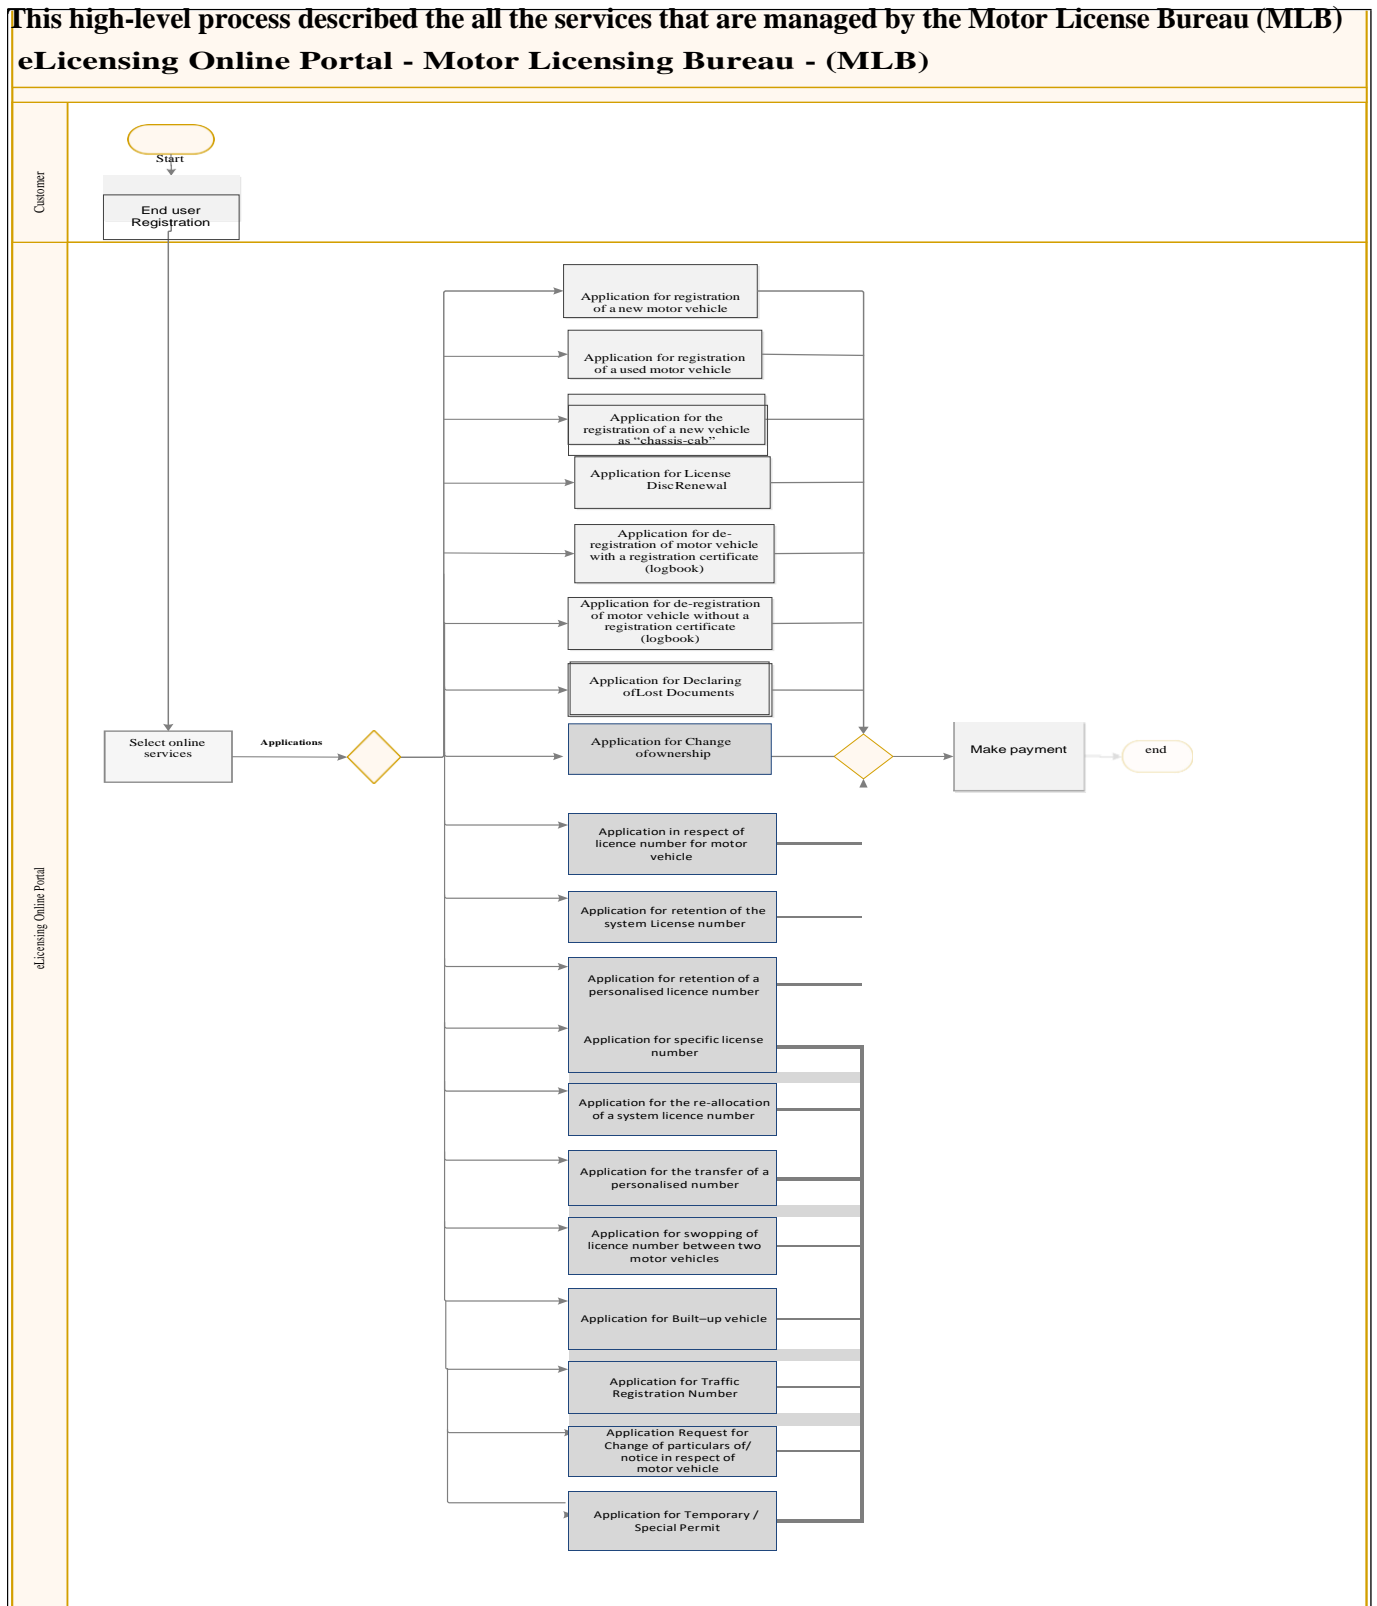 This high-level process described the all the services that are managed by the Motor License Bureau (MLB)
eLicensing Online Portal - Motor Licensing Bureau - (MLB)
Customer
Start
End user
Registration
eLicensing Online Portal
Select online
services
Applications
Application for registration
of a new motor vehicle
Application for registration
of a used motor vehicle
Application for the
registration of a new vehicle
as “chassis-cab”
Application for License
DiscRenewal
Application for de-
registration of motor vehicle
with a registration certificate
(logbook)
Application for de-registration
of motor vehicle without a
registration certificate
(logbook)
Application for Declaring
ofLost Documents
Application for Change
ofownership
Make payment
end
Application in respect of
licence number for motor
vehicle
Application for retention of the
system License number
Application for retention of a
personalised licence number
Application for specific license
number
Application for the re-allocation
of a system licence number
Application for the transfer of a
personalised number
Application for swopping of
licence number between two
motor vehicles
Application for Built–up vehicle
Application for Traffic
Registration Number
Application Request for
Change of particulars of/
notice in respect of
motor vehicle
Application for Temporary /
Special Permit